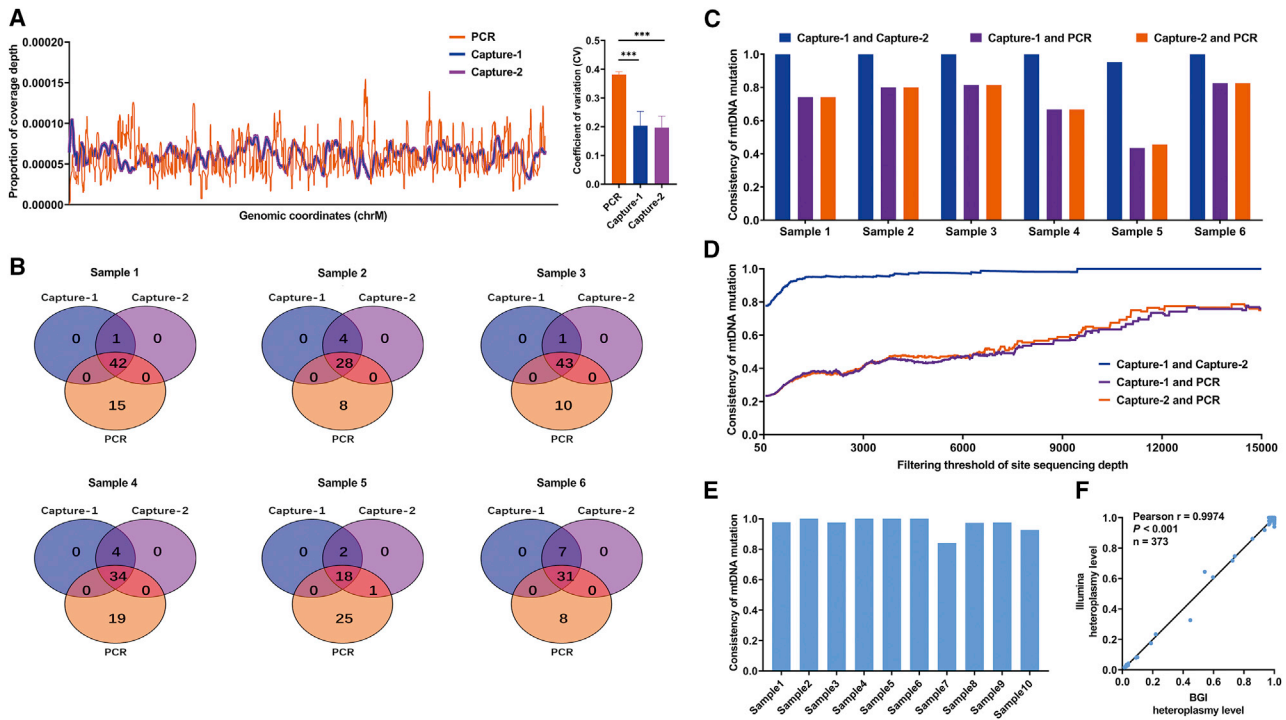 A
PCR
Capture-1
Capture-2
Proportion of coverage depth
0.00020
0.00015
0.00010
0.00005
0.00000
Genomic coordinates (chrM)
Coefficient of variation (CV)
0.5
0.4
0.3
0.2
0.1
0.0
***
***
PCR
Capture-1
Capture-2
B
Sample 1
Capture-1 Capture-2
0 1 0
42
0 0
15
PCR
Sample 2
Capture-1 Capture-2
0 4 0
28
0 0
8
PCR
Sample 3
Capture-1 Capture-2
0 1 0
43
0 0
10
PCR
Sample 4
Capture-1 Capture-2
0 4 0
34
0 0
19
PCR
Sample 5
Capture-1 Capture-2
0 2 0
18
0 1
25
PCR
Sample 6
Capture-1 Capture-2
0 7 0
31
0 0
8
PCR
C
Capture-1 and Capture-2 Capture-1 and PCR Capture-2 and PCR
Consistency of mtDNA mutation
1.0
0.8
0.6
0.4
0.2
0.0
Sample 1 Sample 2 Sample 3 Sample 4 Sample 5 Sample 6
D
Consistency of mtDNA mutation
1.0
0.8
0.6
0.4
0.2
0.0
Capture-1 and Capture-2
Capture-1 and PCR
Capture-2 and PCR
50 3000 6000 9000 12000 15000
Filtering threshold of site sequencing depth
E
Consistency of mtDNA mutation
1.0
0.8
0.6
0.4
0.2
0.0
Sample1 Sample2 Sample3 Sample4 Sample5 Sample6 Sample7 Sample8 Sample9 Sample10
F
Pearson r = 0.9974
P < 0.001
n = 373
Illumina
heteroplasmy level
1.0
0.8
0.6
0.4
0.2
0.0
0.0 0.2 0.4 0.6 0.8 1.0
BGI
heteroplasmy level